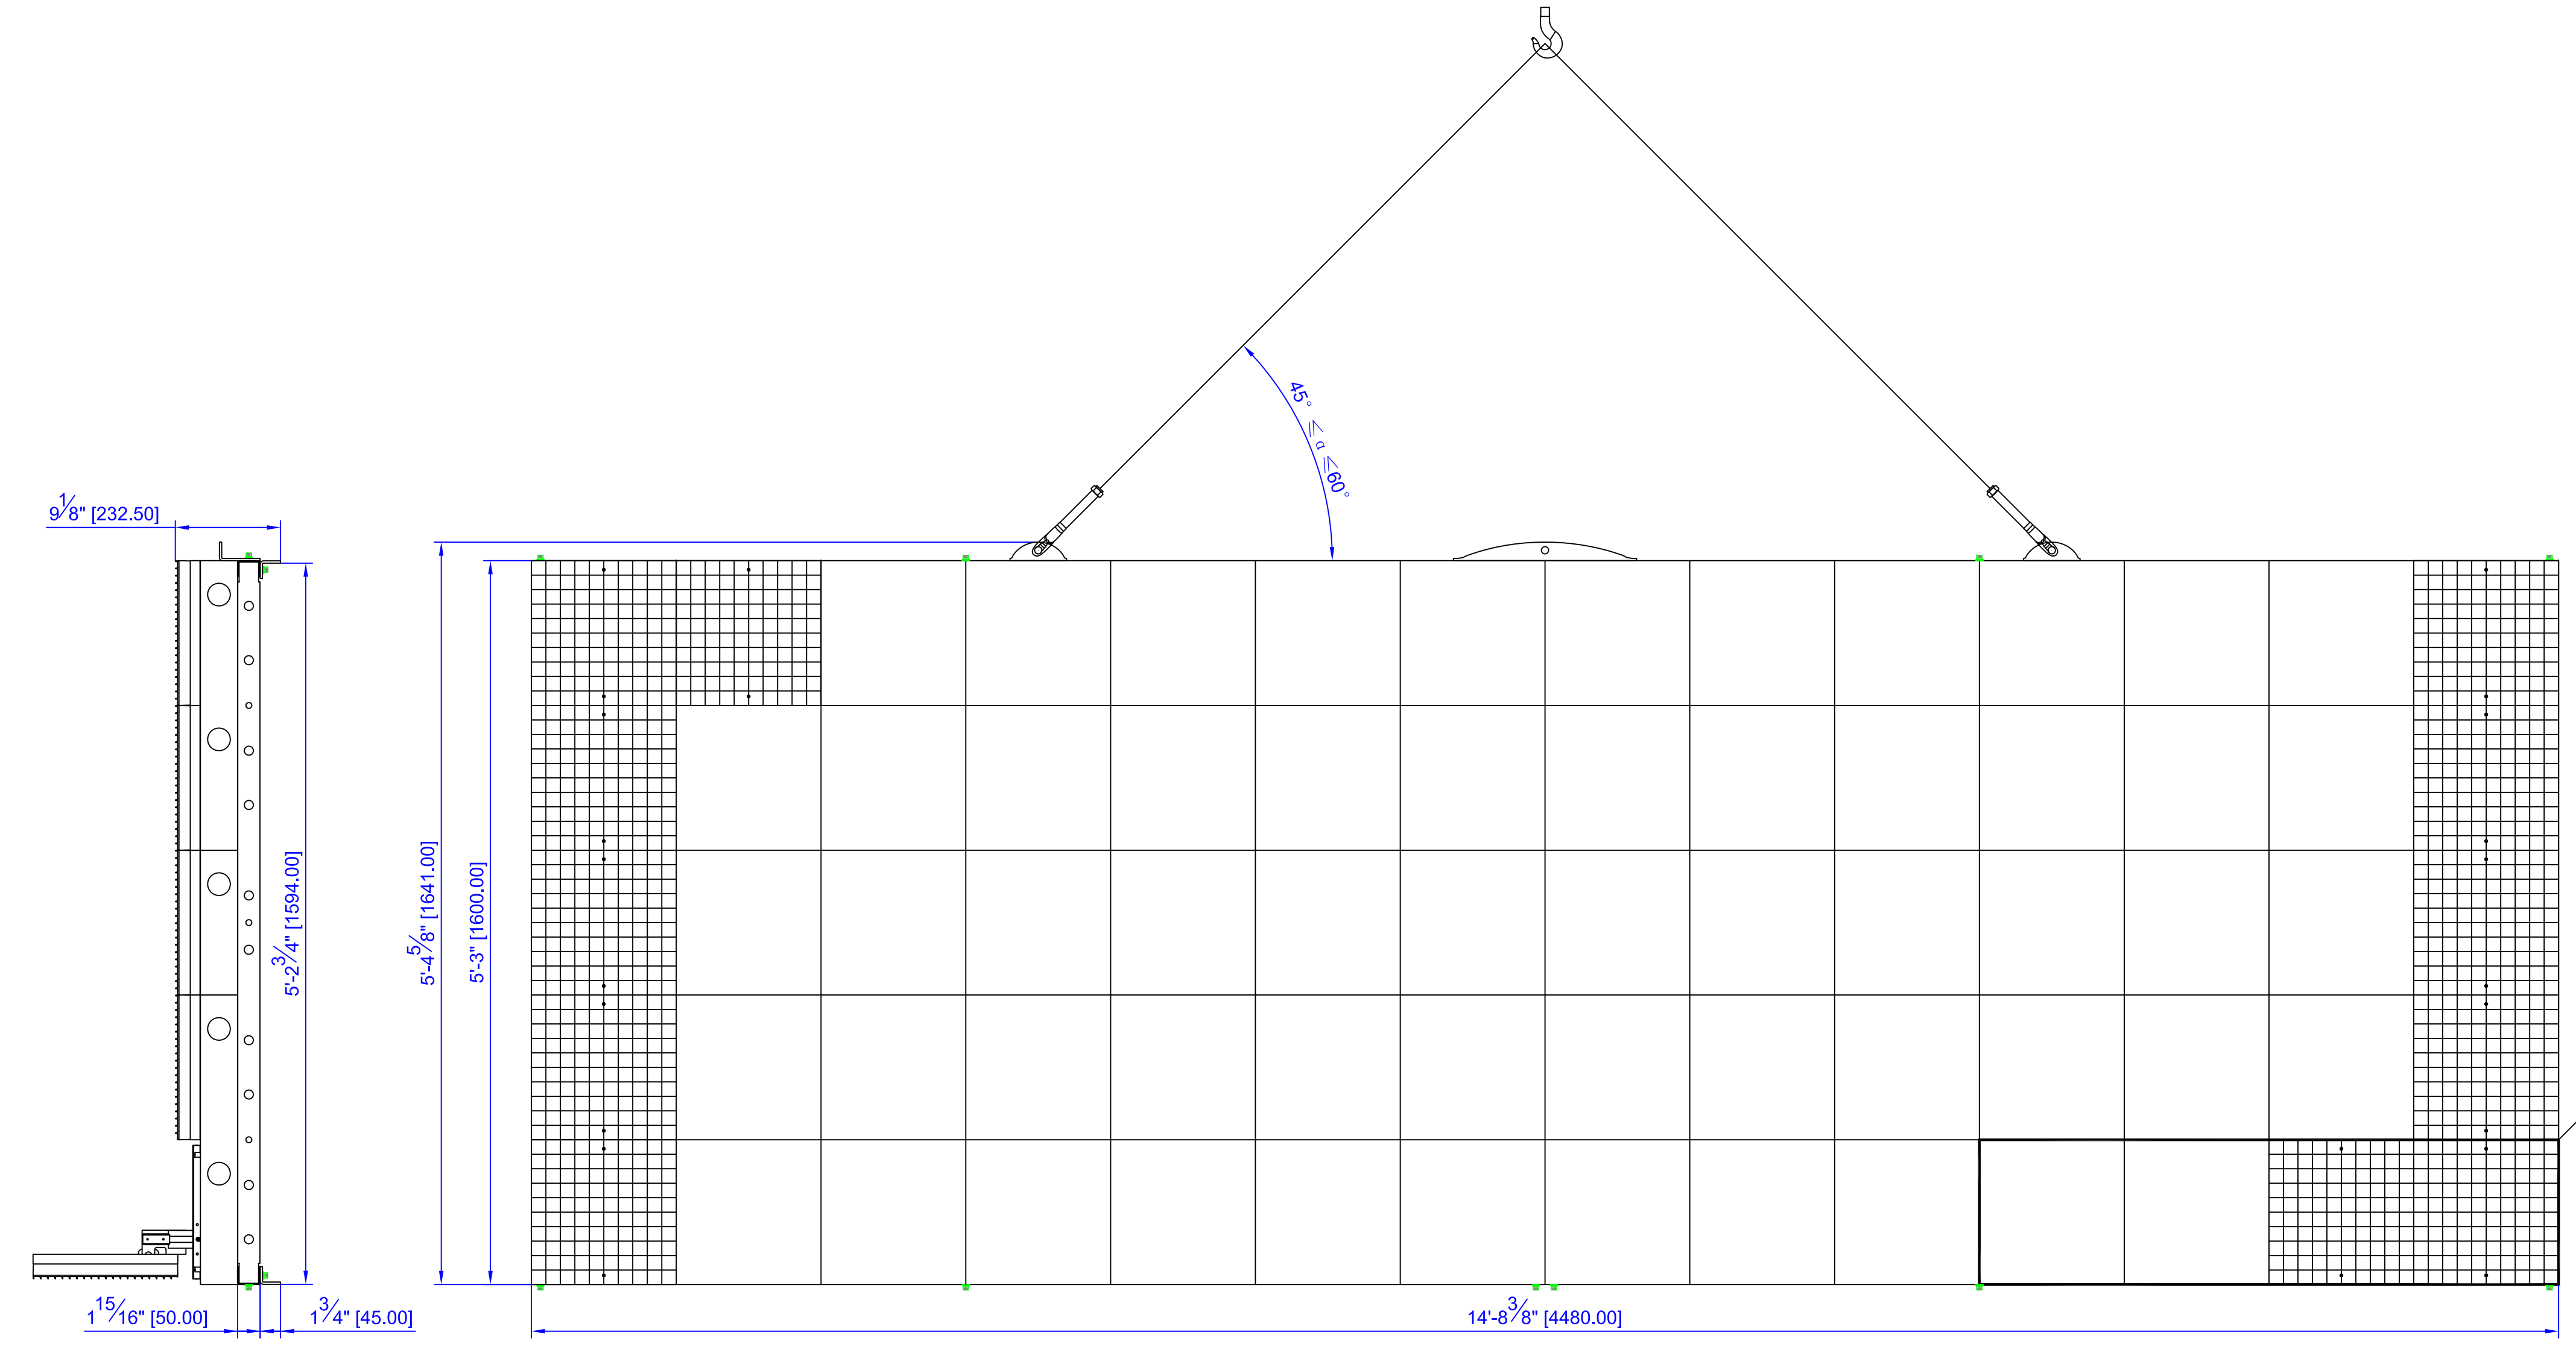 45° ≤ α ≤60°
9 1/8" [232.50]
5'-2 3/4" [1594.00]
5'-4 5/8" [1641.00]
5'-3" [1600.00]
1 15/16" [50.00]
1 3/4" [45.00]
14'-8 3/8" [4480.00]